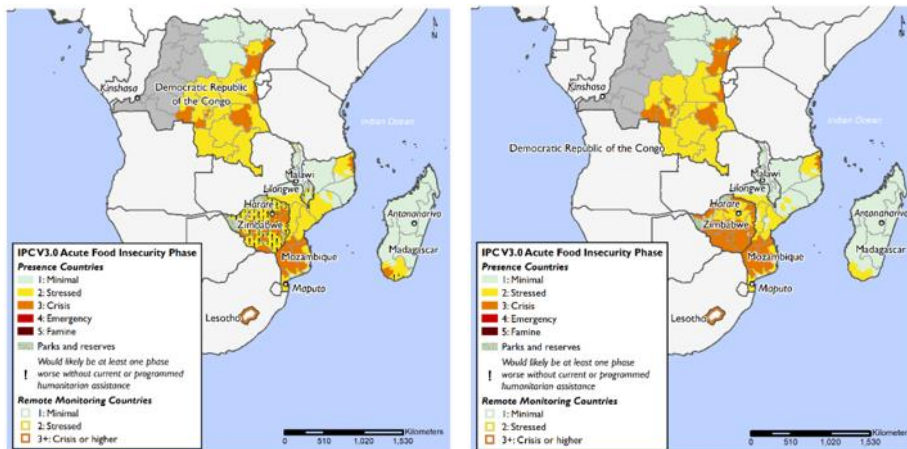 N
Kinshasa
Democratic Republic
of the Congo
Indian Ocean
Malawi
Lilongwe
Harare
Zimbabwe
Antananarivo
Madagascar
Mozambique
Maputo
Lesotho
IPC V3.0 Acute Food Insecurity Phase
Presence Countries
1: Minimal
2: Stressed
3: Crisis
4: Emergency
5: Famine
Parks and reserves
Would likely be at least one phase
! worse without current or programmed
humanitarian assistance
Remote Monitoring Countries
1: Minimal
2: Stressed
3+: Crisis or higher
Kilometers
0 510 1,020 1,530
N
Kinshasa
Indian Ocean
Democratic Republic of the Congo
Malawi
Lilongwe
Harare
Zimbabwe
Antananarivo
Madagascar
Mozambique
Maputo
Lesotho
IPC V3.0 Acute Food Insecurity Phase
Presence Countries
1: Minimal
2: Stressed
3: Crisis
4: Emergency
5: Famine
Parks and reserves
Would likely be at least one phase
! worse without current or programmed
humanitarian assistance
Remote Monitoring Countries
1: Minimal
2: Stressed
3+: Crisis or higher
Kilometers
0 510 1,020 1,530